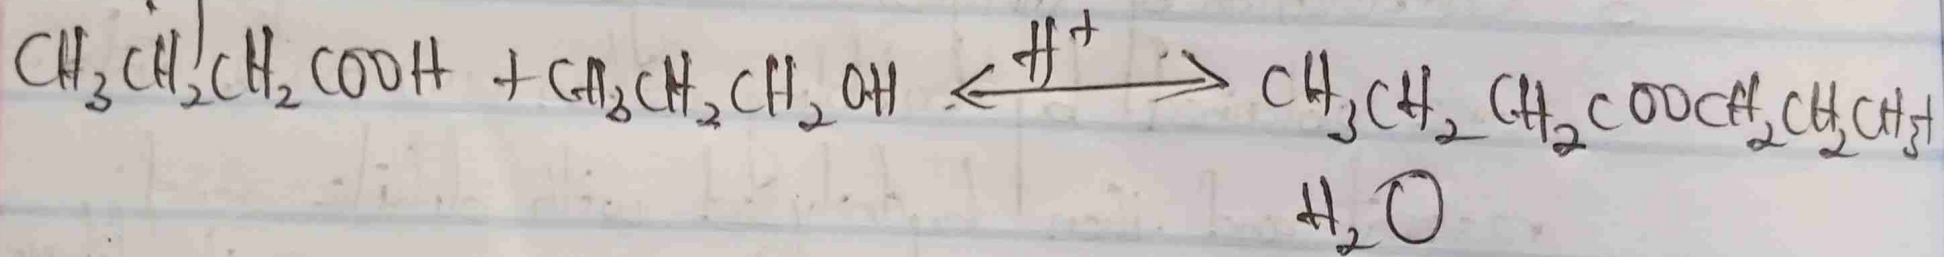 CH₃CH₂CH₂COOH + CH₃CH₂CH₂OH ⟷ H⁺ CH₃CH₂CH₂COOCH₂CH₂CH₃ +
H₂O